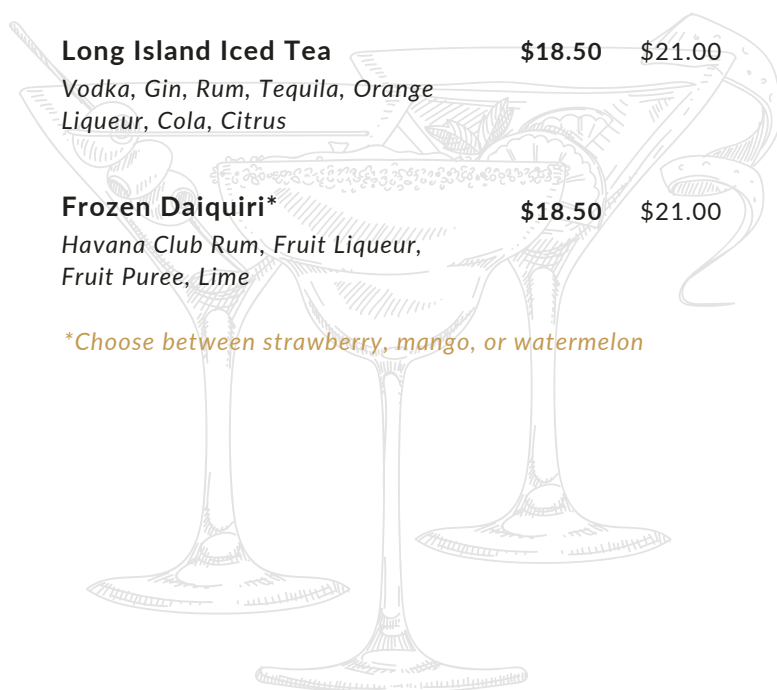 Long Island Iced Tea $18.50 $21.00
Vodka, Gin, Rum, Tequila, Orange
Liqueur, Cola, Citrus
Frozen Daiquiri* $18.50 $21.00
Havana Club Rum, Fruit Liqueur,
Fruit Puree, Lime
*Choose between strawberry, mango, or watermelon